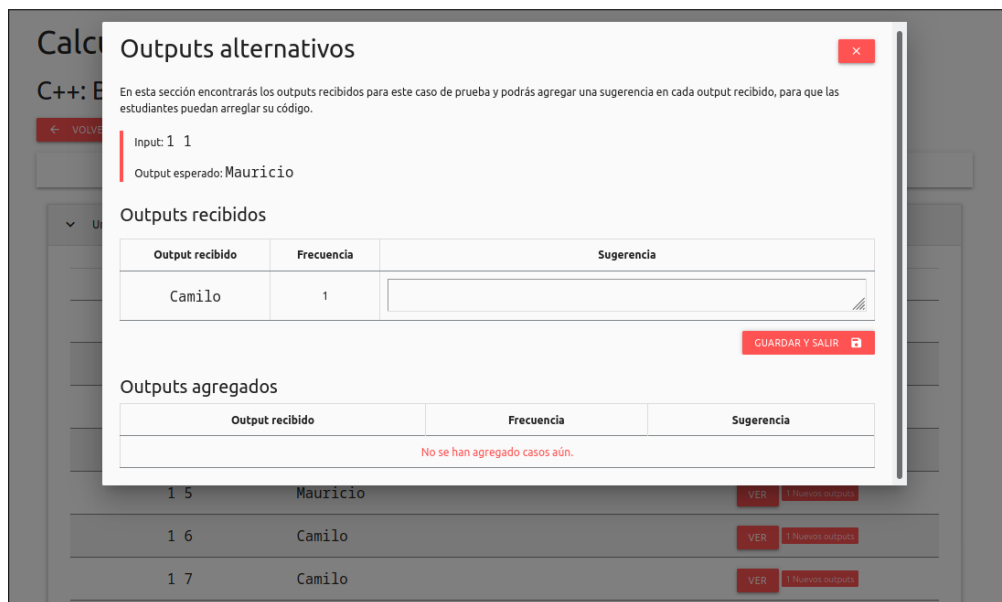 Outputs alternativos
×
En esta sección encontrarás los outputs recibidos para este caso de prueba y podrás agregar una sugerencia en cada output recibido, para que las
estudiantes puedan arreglar su código.
Input: 1 1
Output esperado: Mauricio
Outputs recibidos
Output recibido Frecuencia Sugerencia
Camilo 1
GUARDAR Y SALIR
Outputs agregados
Output recibido Frecuencia Sugerencia
No se han agregado casos aún.
C++:
1 5 Mauricio VER 1 Nuevos outputs
1 6 Camilo VER 1 Nuevos outputs
1 7 Camilo VER 1 Nuevos outputs